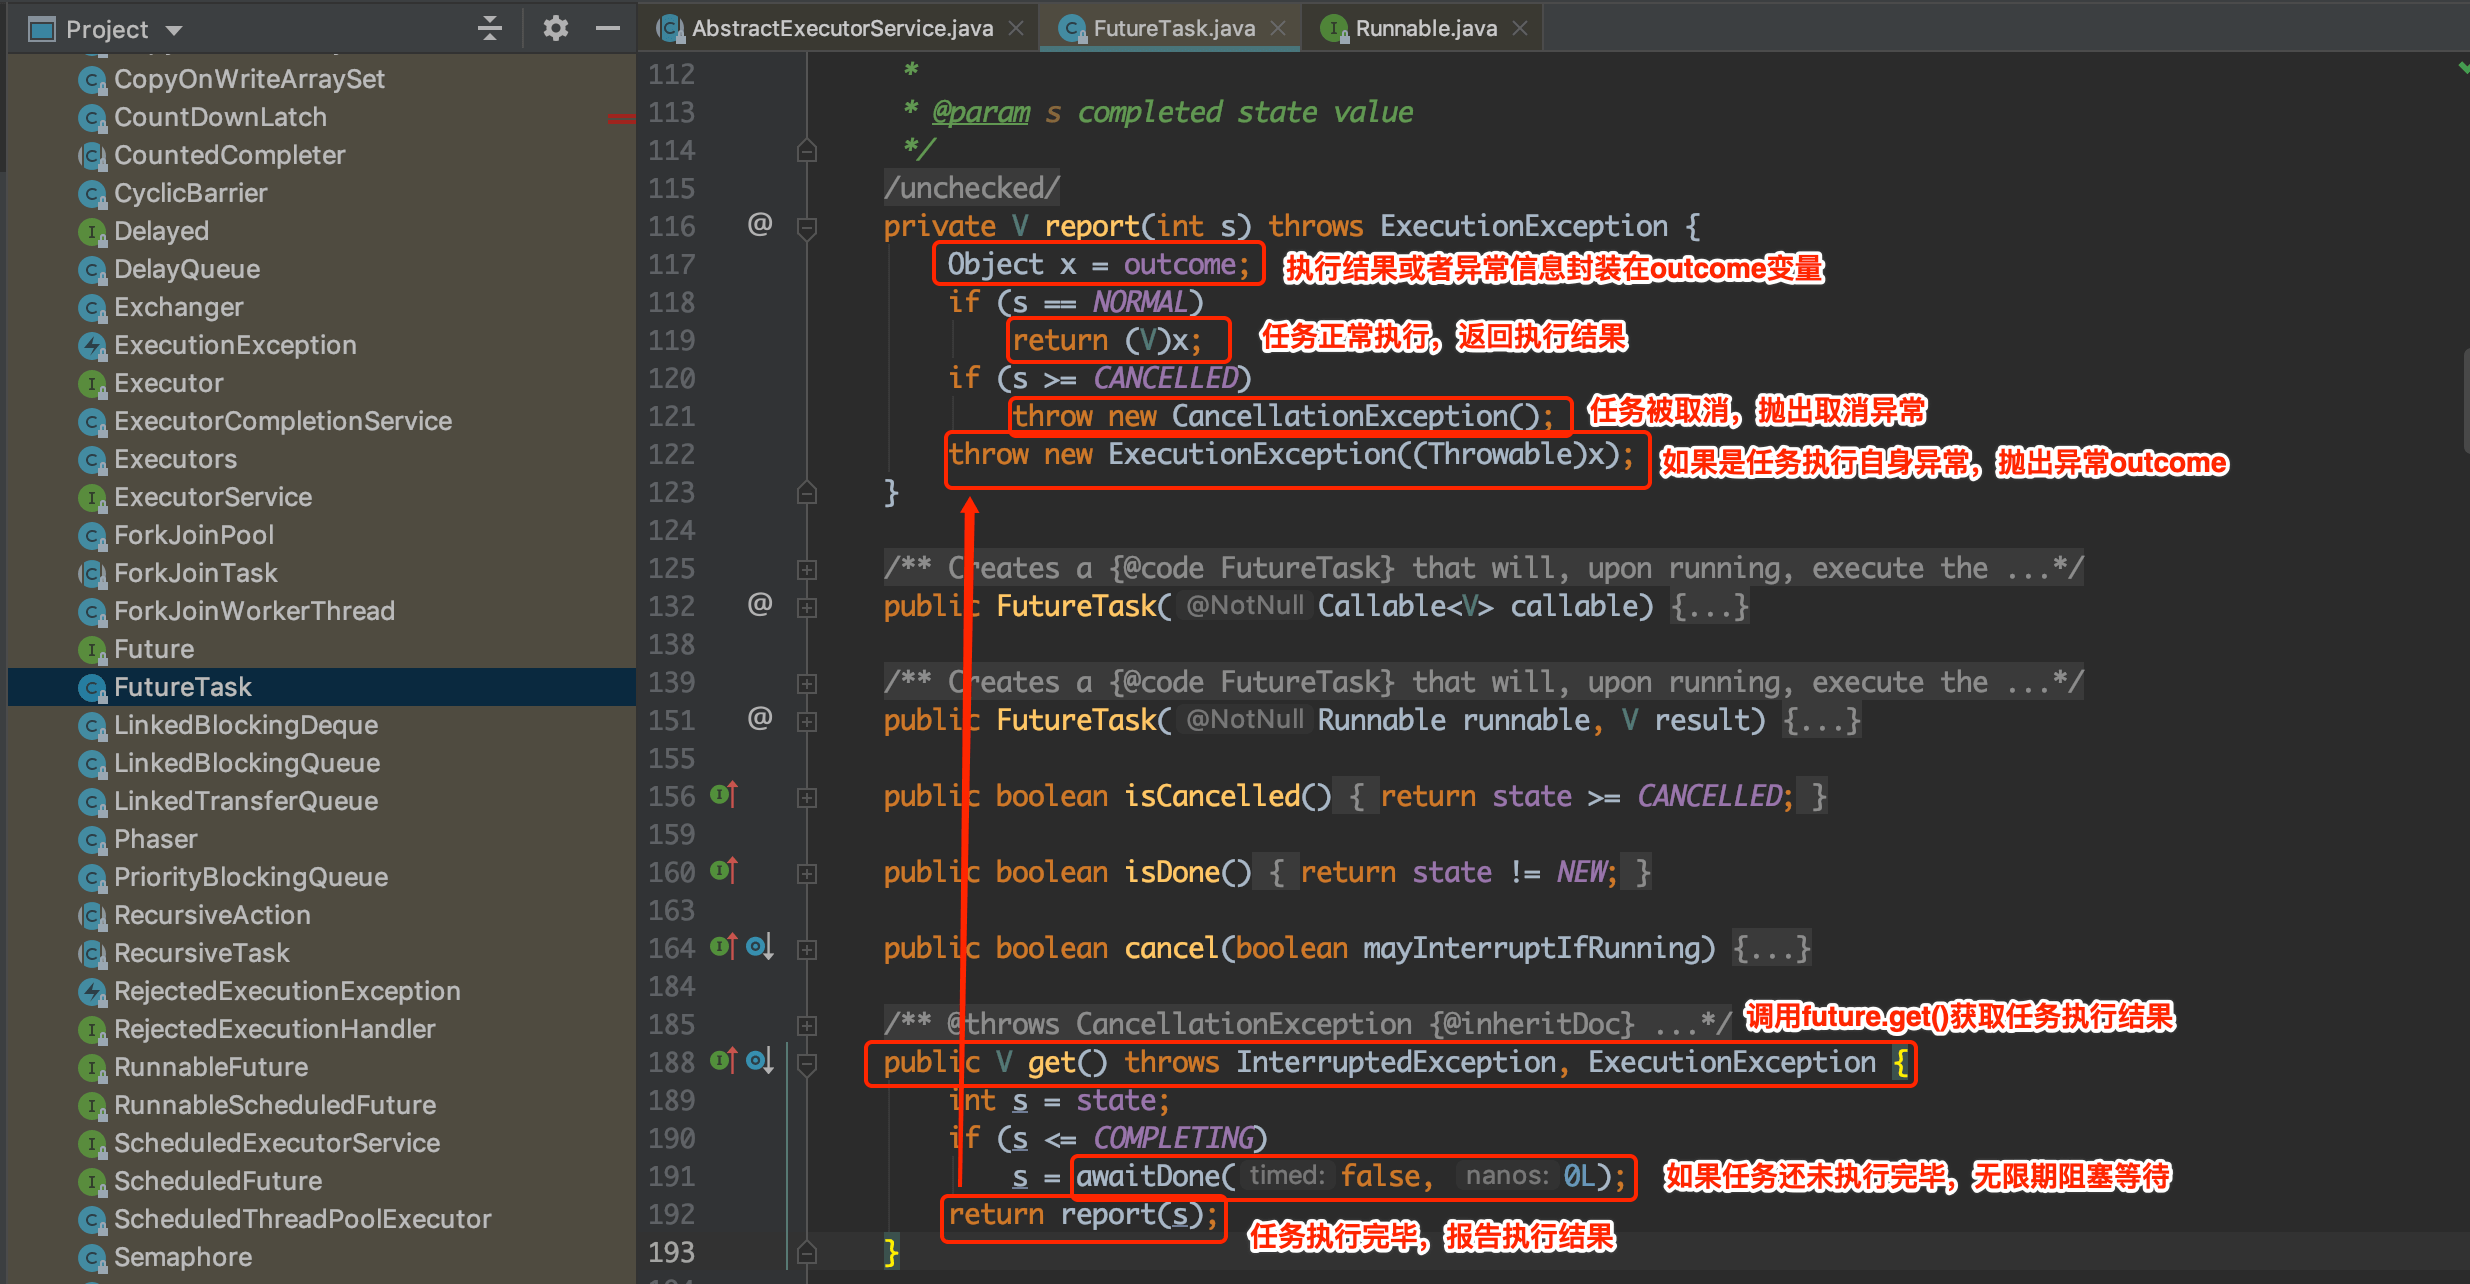 Project
AbstractExecutorService.java
FutureTask.java
Runnable.java
CopyOnWriteArraySet
CountDownLatch
CountedCompleter
CyclicBarrier
Delayed
DelayQueue
Exchanger
ExecutionException
Executor
ExecutorCompletionService
Executors
ExecutorService
ForkJoinPool
ForkJoinTask
ForkJoinWorkerThread
Future
FutureTask
LinkedBlockingDeque
LinkedBlockingQueue
LinkedTransferQueue
Phaser
PriorityBlockingQueue
RecursiveAction
RecursiveTask
RejectedExecutionException
RejectedExecutionHandler
RunnableFuture
RunnableScheduledFuture
ScheduledExecutorService
ScheduledFuture
ScheduledThreadPoolExecutor
Semaphore
112 *
113 * @param s completed state value
114 */
115 /unchecked/
116 @ private V report(int s) throws ExecutionException {
117 Object x = outcome; 执行结果或者异常信息封装在outcome变量
118 if (s == NORMAL)
119 return (V)x; 任务正常执行，返回执行结果
120 if (s >= CANCELLED)
121 throw new CancellationException(); 任务被取消，抛出取消异常
122 throw new ExecutionException((Throwable)x); 如果是任务执行自身异常，抛出异常outcome
123 }
124
125 /** Creates a {@code FutureTask} that will, upon running, execute the ...*/
132 @ public FutureTask( @NotNull Callable<V> callable) {...}
138
139 /** Creates a {@code FutureTask} that will, upon running, execute the ...*/
151 @ public FutureTask( @NotNull Runnable runnable, V result) {...}
155
156 public boolean isCancelled() { return state >= CANCELLED; }
159
160 public boolean isDone() { return state != NEW; }
163
164 public boolean cancel(boolean mayInterruptIfRunning) {...}
184
185 /** @throws CancellationException {@inheritDoc} ...*/ 调用future.get()获取任务执行结果
188 public V get() throws InterruptedException, ExecutionException {
189 int s = state;
190 if (s <= COMPLETING)
191 s = awaitDone( timed: false, nanos: 0L); 如果任务还未执行完毕，无限期阻塞等待
192 return report(s); 任务执行完毕，报告执行结果
193 }